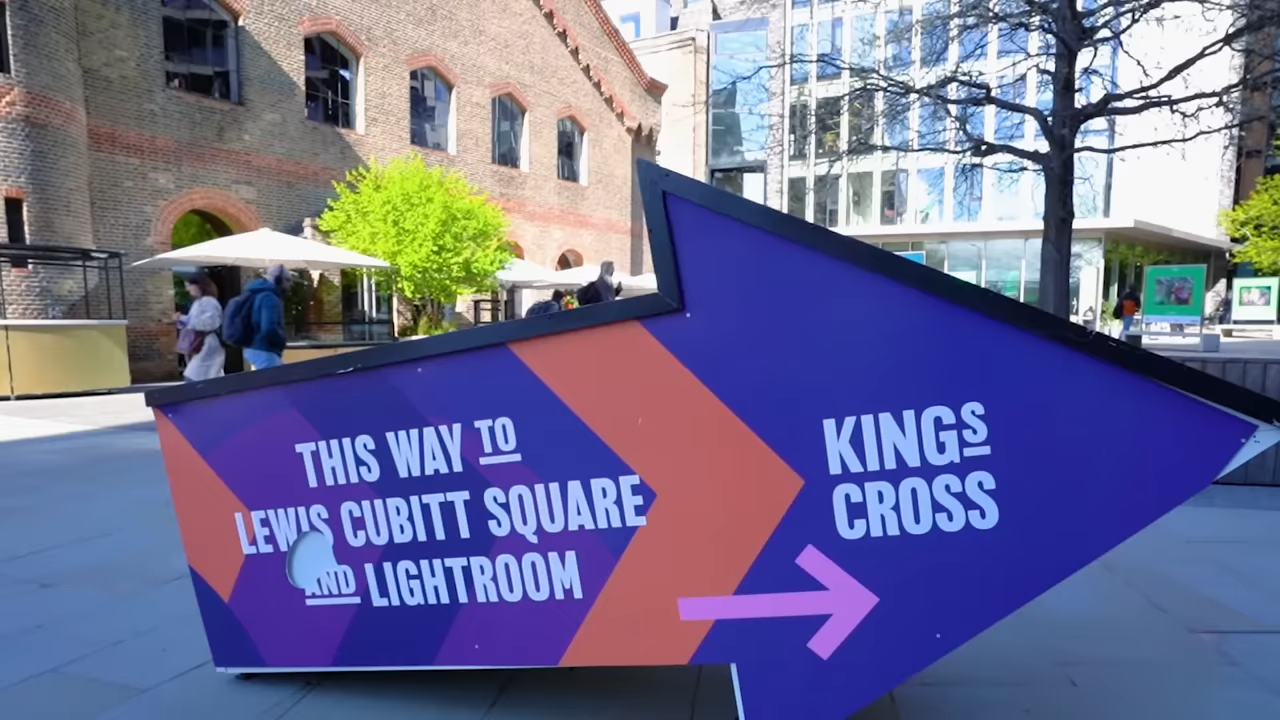 THIS WAY TO
LEWIS CUBITT SQUARE
AND LIGHTROOM
KINGS
CROSS